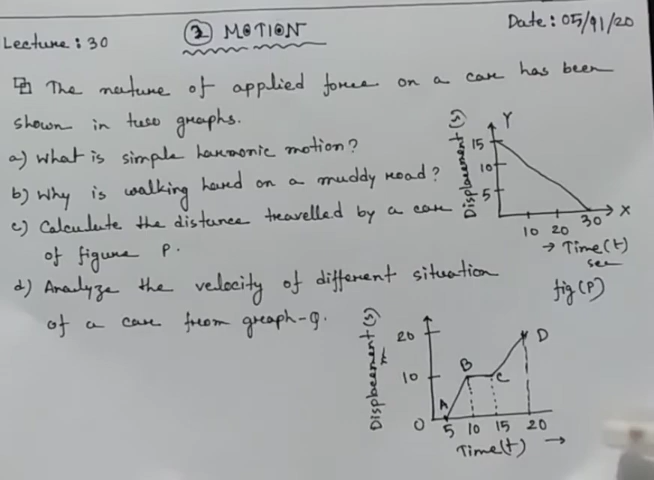 Lecture: 30
② MOTION
Date: 05/91/20
The nature of applied force on a car has been
shown in two graphs.
a) What is simple harmonic motion?
b) Why is walking hard on a muddy road?
c) Calculate the distance travelled by a car
of figure P.
d) Analyze the velocity of different situation
of a car from graph-Q.
Displacement (s)
Y
15
10
5
10 20 30 X
→ Time(t)
sec
fig(P)
Displacement(s)
20
10
0
A B C D
5 10 15 20
Time(t) →